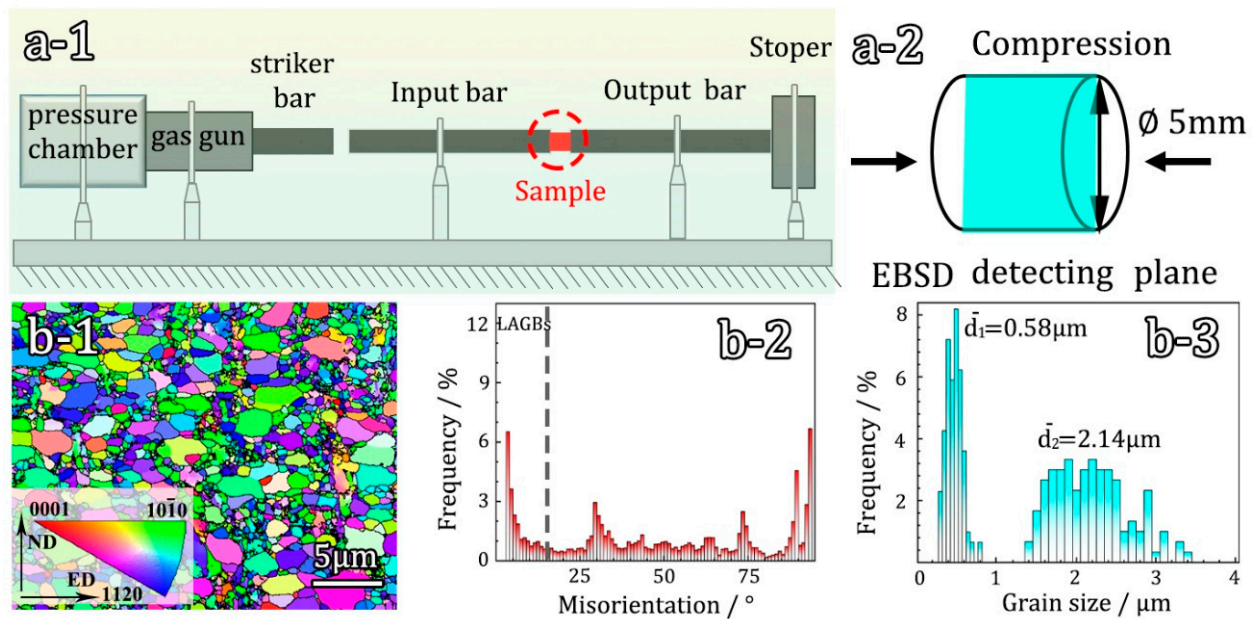 a-1
pressure
chamber
gas gun
striker
bar
Input bar
Sample
Output bar
Stoper
a-2
Compression
Ø 5mm
EBSD detecting plane
b-1
0001
101̄0
ND
ED
1120
5μm
b-2
LAGBs
12
9
6
3
0
25
50
75
Frequency / %
Misorientation / °
b-3
d̄₁=0.58μm
d̄₂=2.14μm
8
6
4
2
0
1
2
3
4
Frequency / %
Grain size / μm